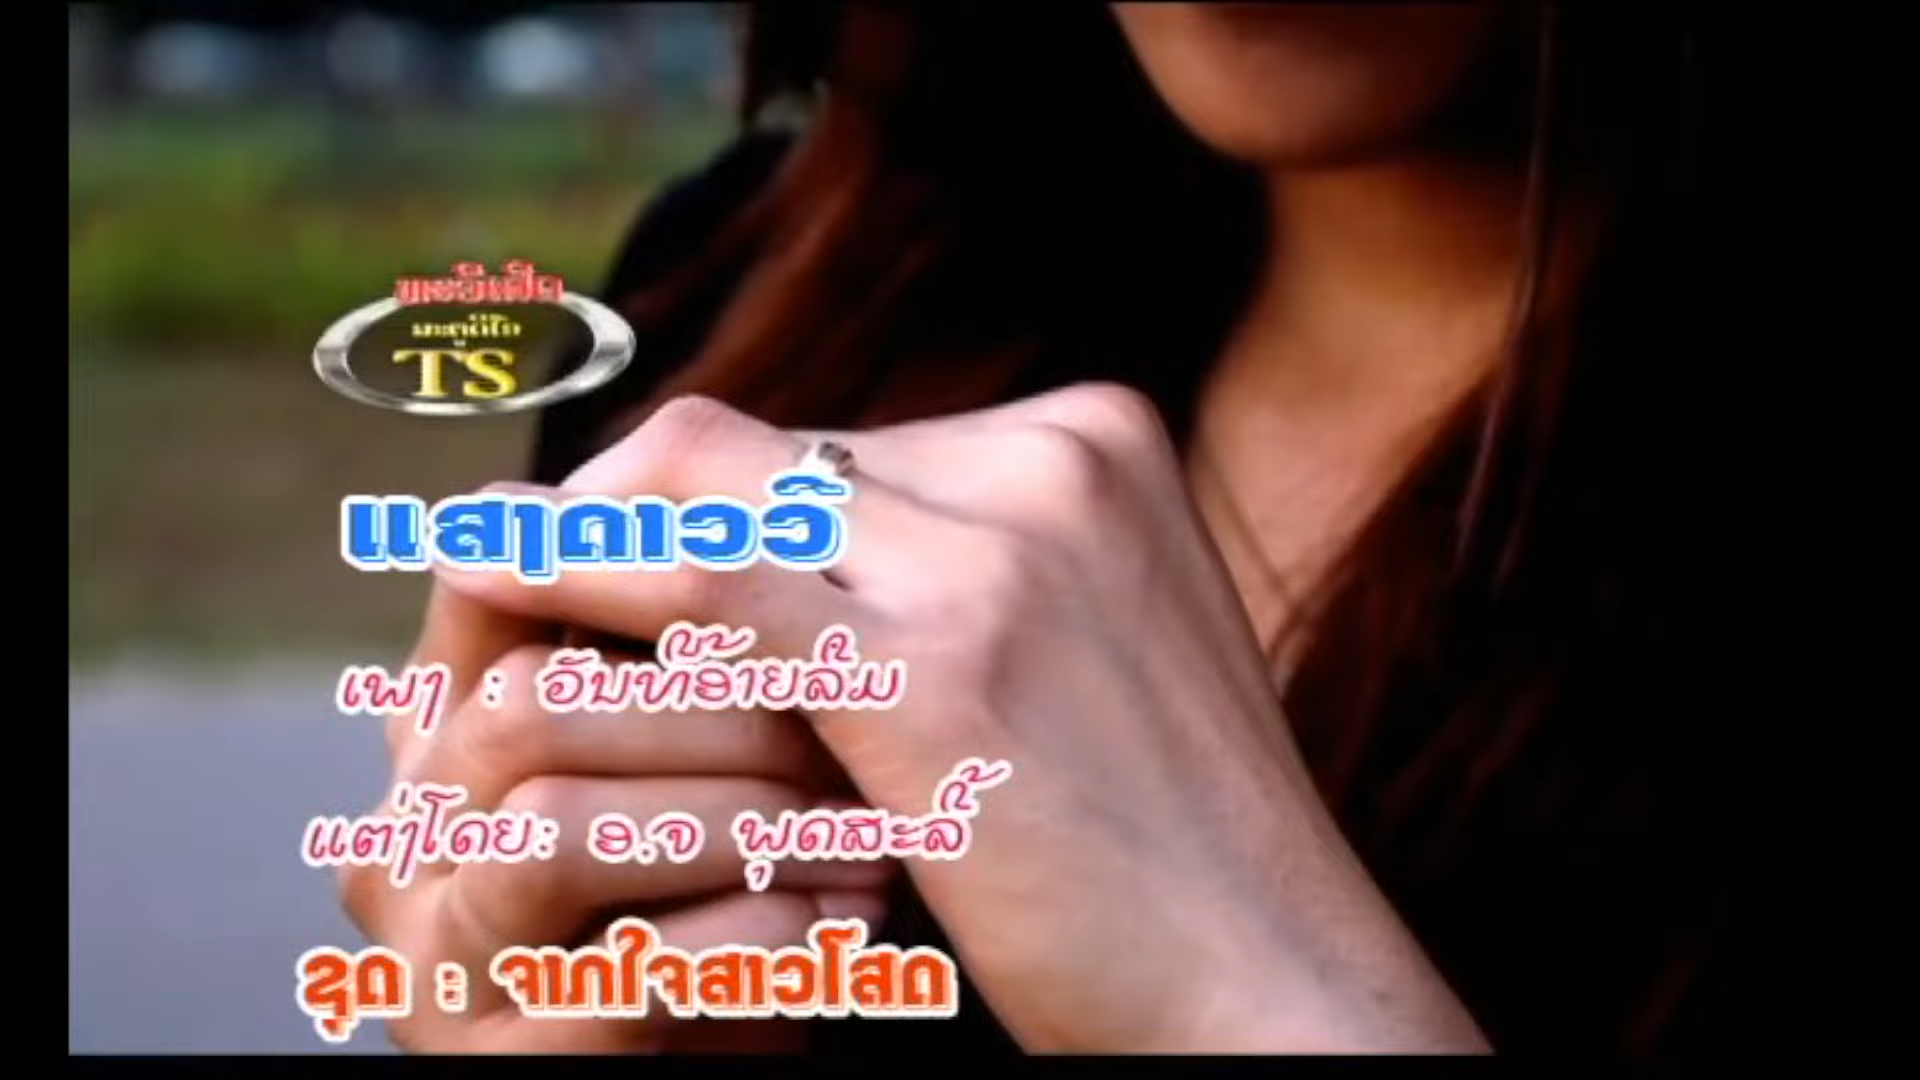 TS
ແສງດາວວີ
ເພງ : ວັນທີ່ອ້າຍລືມ
ແຕ່ງໂດຍ: ອ.ຈ ພຸດສະລີ້
ຊຸດ : ຈາກໃຈສາວໂສດ